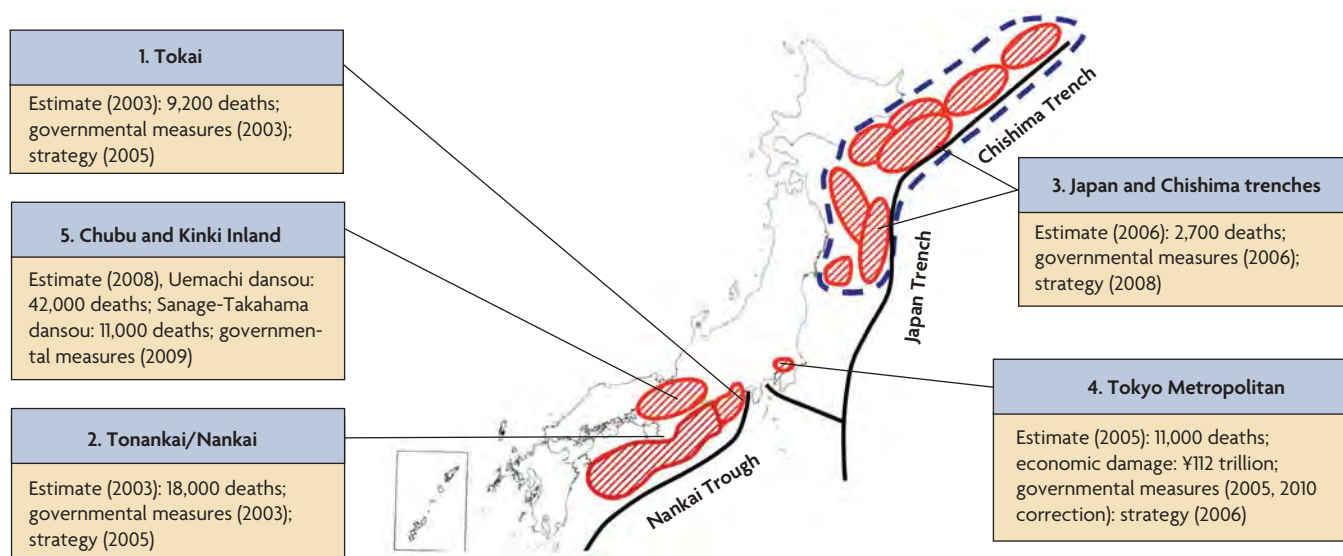 1. Tokai
Estimate (2003): 9,200 deaths;
governmental measures (2003);
strategy (2005)
5. Chubu and Kinki Inland
Estimate (2008), Uemachi dansou:
42,000 deaths; Sanage-Takahama
dansou: 11,000 deaths; governmen-
tal measures (2009)
2. Tonankai/Nankai
Estimate (2003): 18,000 deaths;
governmental measures (2003);
strategy (2005)
Chishima Trench
Japan Trench
Nankai Trough
3. Japan and Chishima trenches
Estimate (2006): 2,700 deaths;
governmental measures (2006);
strategy (2008)
4. Tokyo Metropolitan
Estimate (2005): 11,000 deaths;
economic damage: ¥112 trillion;
governmental measures (2005, 2010
correction): strategy (2006)